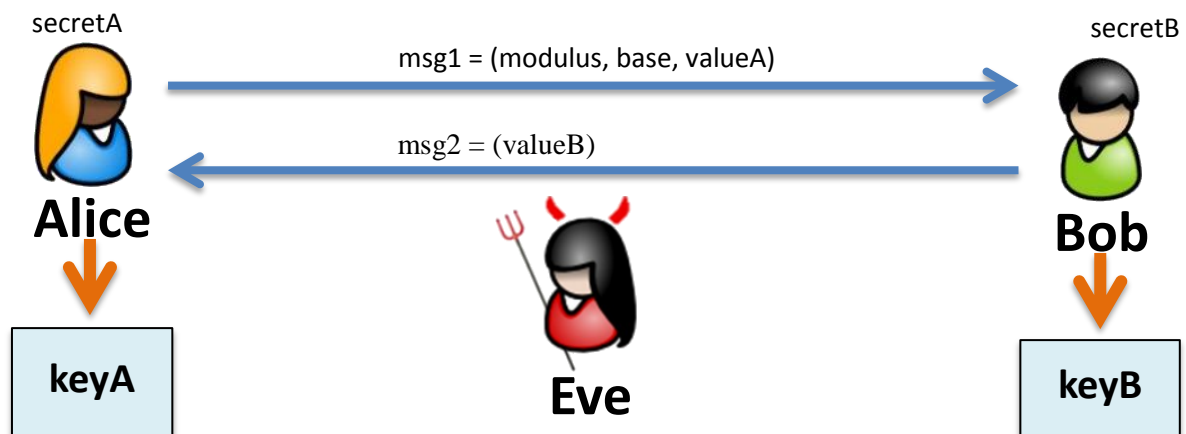 secretA
secretB
msg1 = (modulus, base, valueA)
msg2 = (valueB)
Alice
Bob
keyA
Eve
keyB